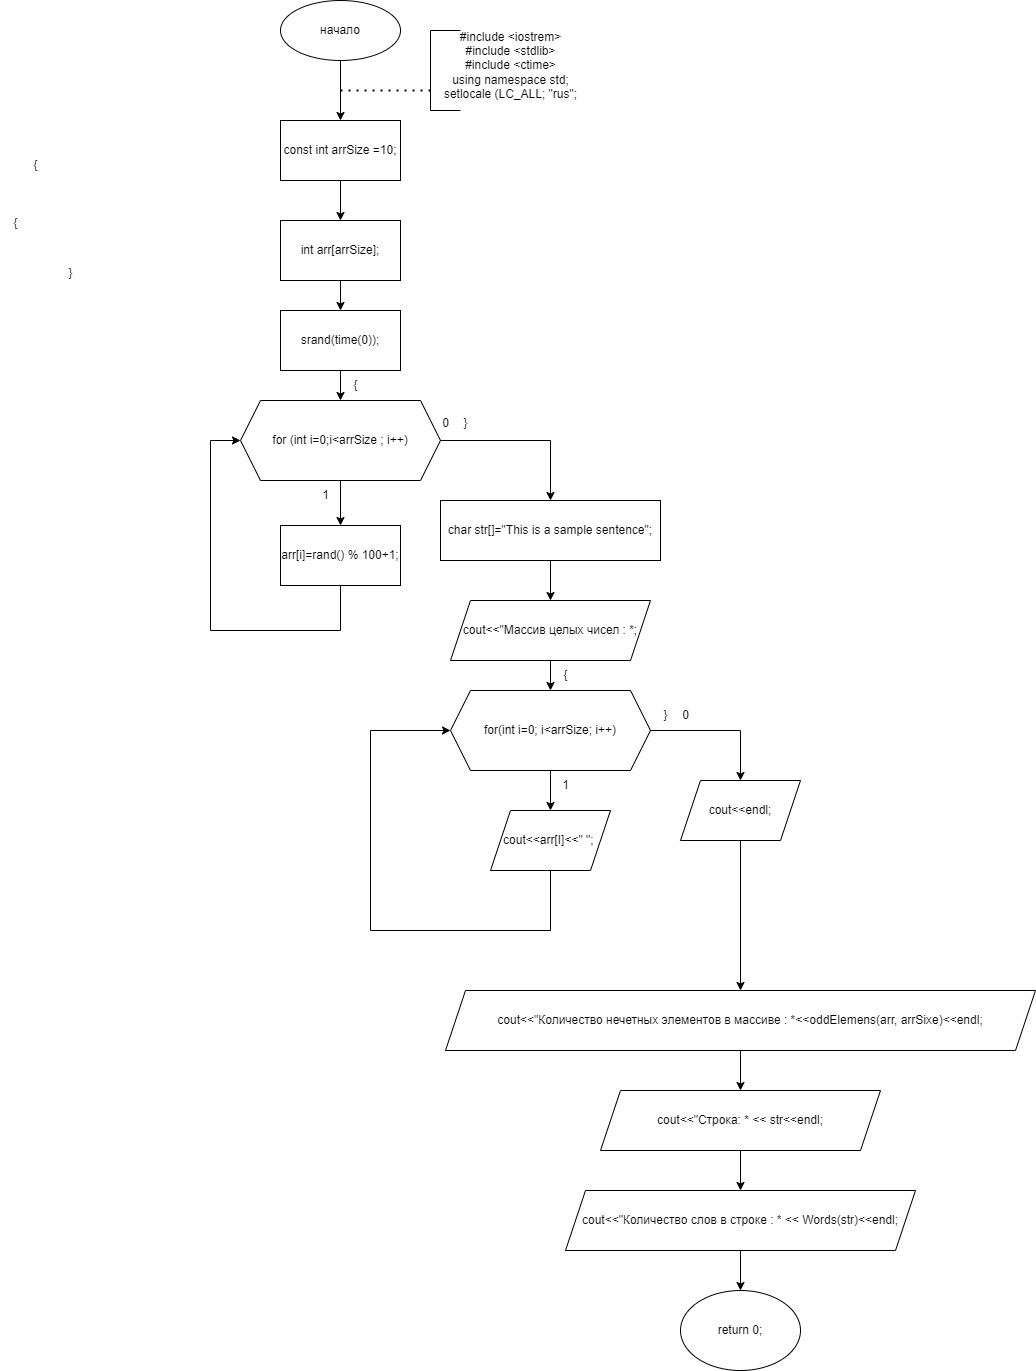 начало
#include <iostrem>
#include <stdlib>
#include <ctime>
using namespace std;
setlocale (LC_ALL; "rus";
const int arrSize =10;
{
{
int arr[arrSize];
}
srand(time(0));
{
for (int i=0;i<arrSize ; i++)
0 }
1
arr[i]=rand() % 100+1;
char str[]="This is a sample sentence";
cout<<"Массив целых чисел : *;
{
for(int i=0; i<arrSize; i++)
} 0
1
cout<<endl;
cout<<arr[I]<<" ";
cout<<"Количество нечетных элементов в массиве : *<<oddElemens(arr, arrSixe)<<endl;
cout<<"Строка: * << str<<endl;
cout<<"Количество слов в строке : * << Words(str)<<endl;
return 0;